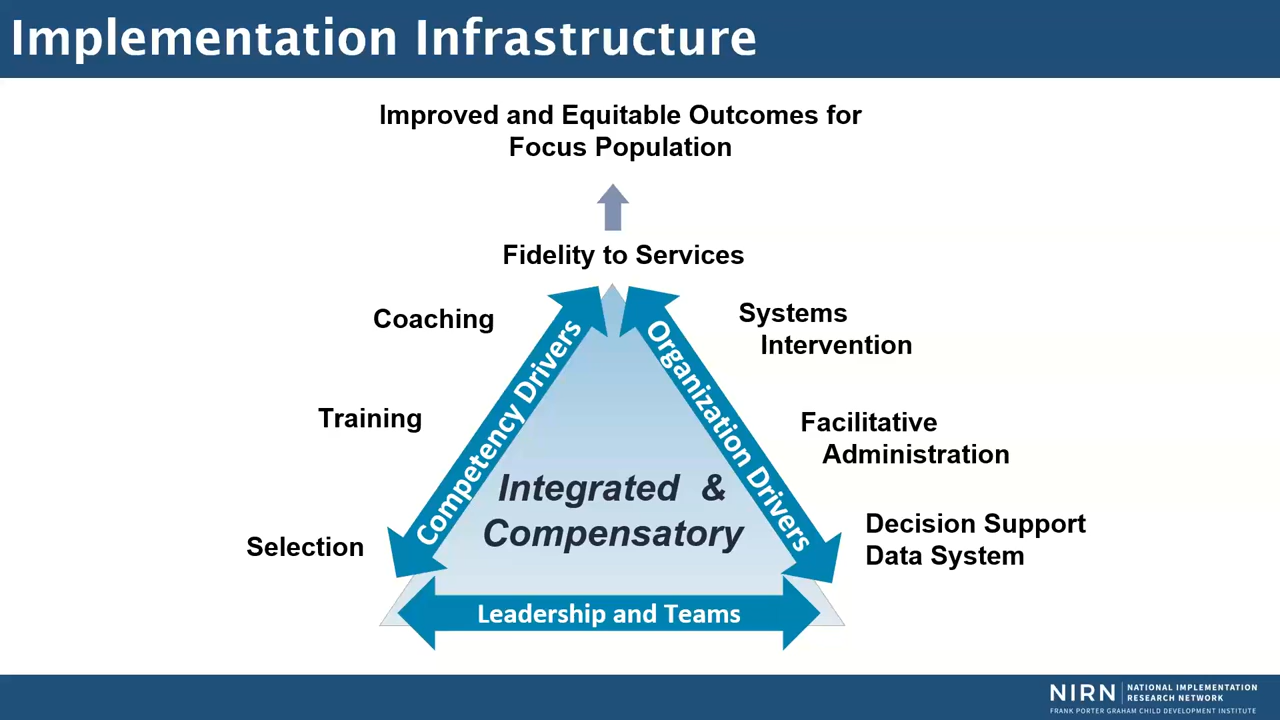 Implementation Infrastructure
Improved and Equitable Outcomes for
Focus Population
Fidelity to Services
Coaching
Training
Selection
Competency Drivers
Organization Drivers
Systems
Intervention
Facilitative
Administration
Decision Support
Data System
Integrated &
Compensatory
Leadership and Teams
NIRN
NATIONAL IMPLEMENTATION
RESEARCH NETWORK
FRANK PORTER GRAHAM CHILD DEVELOPMENT INSTITUTE